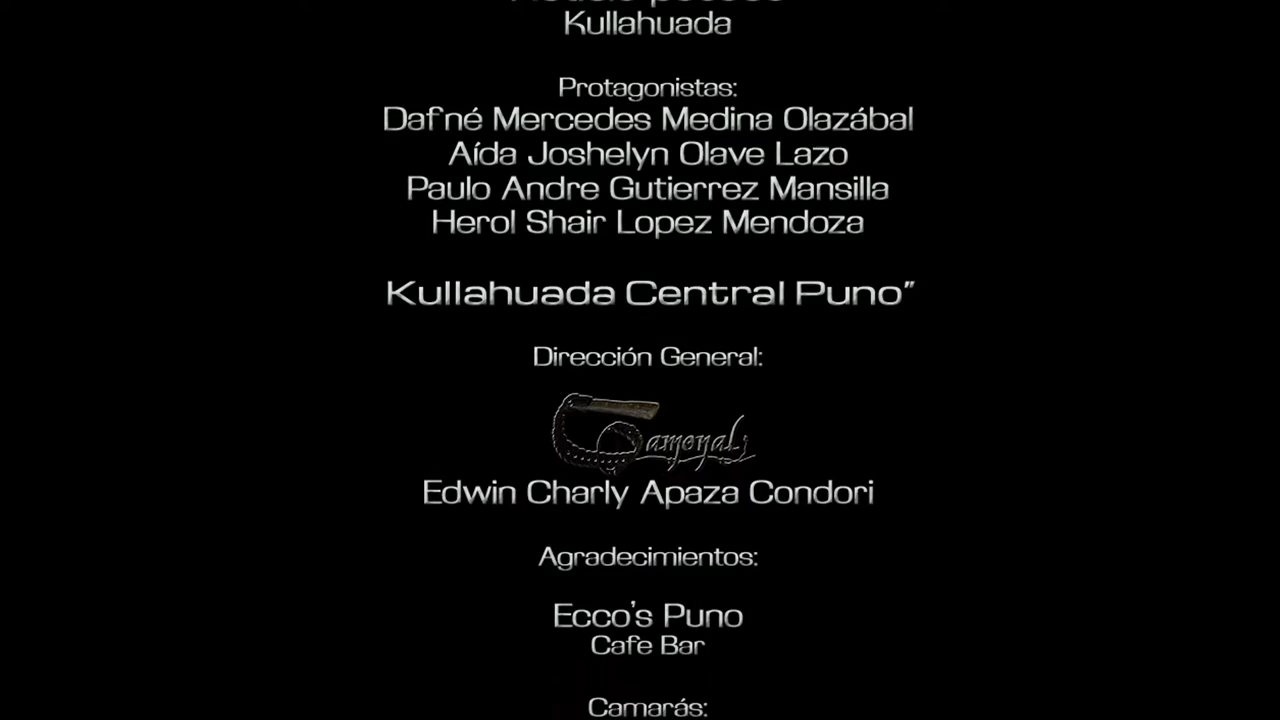 Kullahuada
Protagonistas:
Dafné Mercedes Medina Olazábal
Aída Joshelyn Olave Lazo
Paulo Andre Gutierrez Mansilla
Herol Shair Lopez Mendoza
Kullahuada Central Puno"
Dirección General:
Gamonal
Edwin Charly Apaza Condori
Agradecimientos:
Ecco's Puno
Cafe Bar
Camarás: